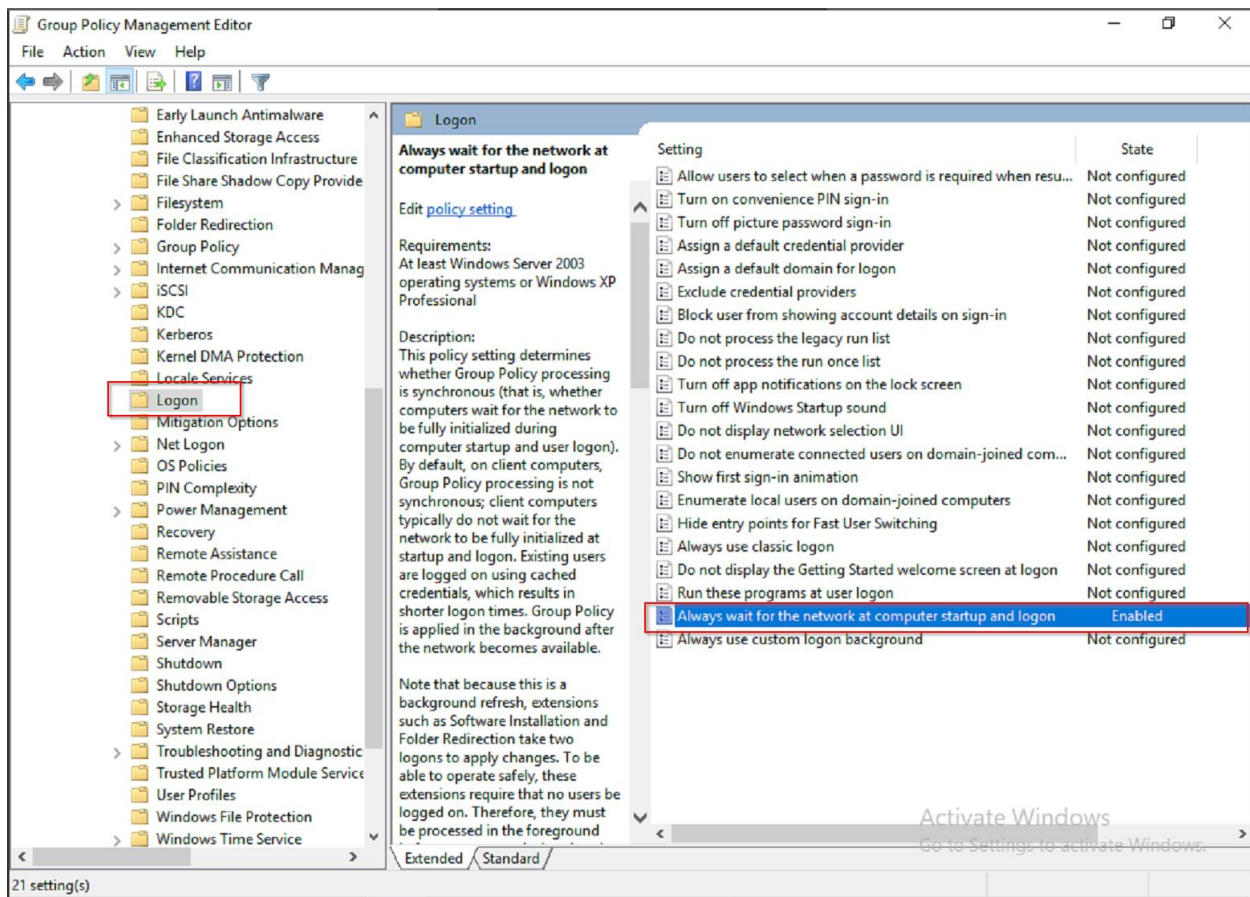 Group Policy Management Editor
File Action View Help
Early Launch Antimalware
Enhanced Storage Access
File Classification Infrastructure
File Share Shadow Copy Provide
Filesystem
Folder Redirection
Group Policy
Internet Communication Manag
iSCSI
KDC
Kerberos
Kernel DMA Protection
Locale Services
Logon
Mitigation Options
Net Logon
OS Policies
PIN Complexity
Power Management
Recovery
Remote Assistance
Remote Procedure Call
Removable Storage Access
Scripts
Server Manager
Shutdown
Shutdown Options
Storage Health
System Restore
Troubleshooting and Diagnostic
Trusted Platform Module Service
User Profiles
Windows File Protection
Windows Time Service
Logon
Always wait for the network at
computer startup and logon
Edit policy setting
Requirements:
At least Windows Server 2003
operating systems or Windows XP
Professional
Description:
This policy setting determines
whether Group Policy processing
is synchronous (that is, whether
computers wait for the network to
be fully initialized during
computer startup and user logon).
By default, on client computers,
Group Policy processing is not
synchronous; client computers
typically do not wait for the
network to be fully initialized at
startup and logon. Existing users
are logged on using cached
credentials, which results in
shorter logon times. Group Policy
is applied in the background after
the network becomes available.
Note that because this is a
background refresh, extensions
such as Software Installation and
Folder Redirection take two
logons to apply changes. To be
able to operate safely, these
extensions require that no users be
logged on. Therefore, they must
be processed in the foreground
Setting State
Allow users to select when a password is required when resu... Not configured
Turn on convenience PIN sign-in Not configured
Turn off picture password sign-in Not configured
Assign a default credential provider Not configured
Assign a default domain for logon Not configured
Exclude credential providers Not configured
Block user from showing account details on sign-in Not configured
Do not process the legacy run list Not configured
Do not process the run once list Not configured
Turn off app notifications on the lock screen Not configured
Turn off Windows Startup sound Not configured
Do not display network selection UI Not configured
Do not enumerate connected users on domain-joined com... Not configured
Show first sign-in animation Not configured
Enumerate local users on domain-joined computers Not configured
Hide entry points for Fast User Switching Not configured
Always use classic logon Not configured
Do not display the Getting Started welcome screen at logon Not configured
Run these programs at user logon Not configured
Always wait for the network at computer startup and logon Enabled
Always use custom logon background Not configured
Activate Windows
Go to Settings to activate Windows.
Extended Standard
21 setting(s)